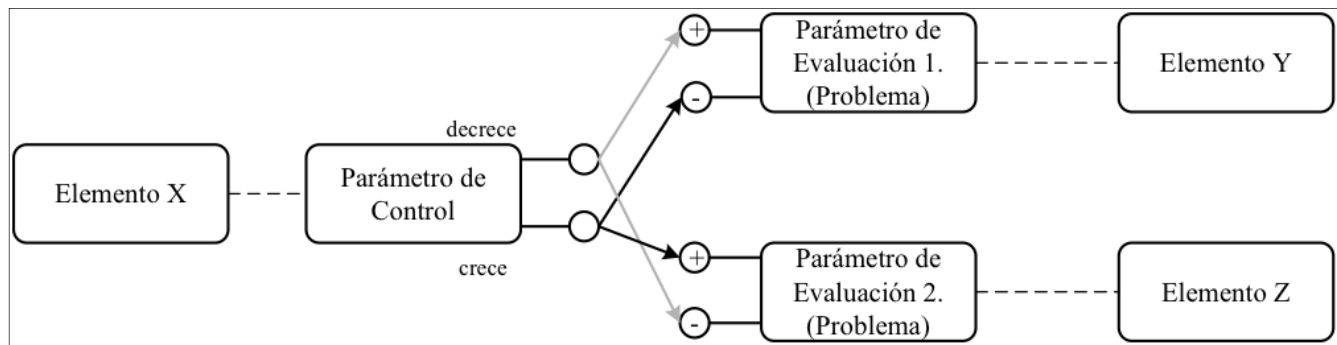 Elemento X
Parámetro de
Control
decrece
crece
+
-
Parámetro de
Evaluación 1.
(Problema)
Elemento Y
+
-
Parámetro de
Evaluación 2.
(Problema)
Elemento Z